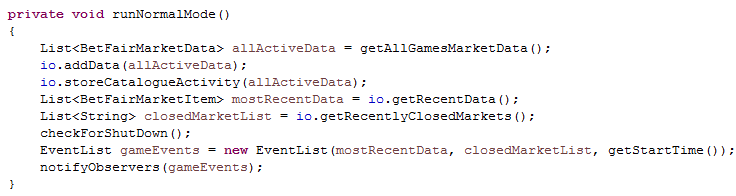 private void runNormalMode()
{
    List<BetFairMarketData> allActiveData = getAllGamesMarketData();
    io.addData(allActiveData);
    io.storeCatalogueActivity(allActiveData);
    List<BetFairMarketItem> mostRecentData = io.getRecentData();
    List<String> closedMarketList = io.getRecentlyClosedMarkets();
    checkForShutDown();
    EventList gameEvents = new EventList(mostRecentData, closedMarketList, getStartTime());
    notifyObservers(gameEvents);
}